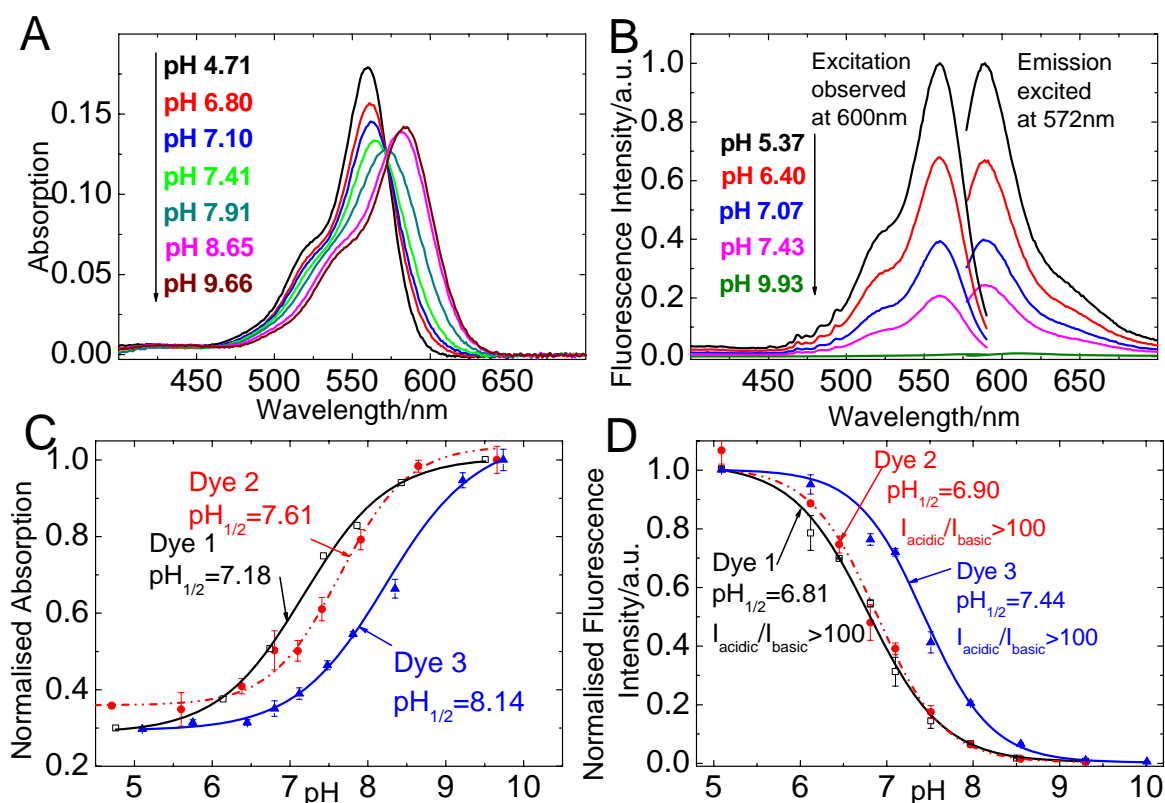 A
pH 4.71
pH 6.80
pH 7.10
pH 7.41
pH 7.91
pH 8.65
pH 9.66
Absorption
0.15
0.10
0.05
0.00
450 500 550 600 650
Wavelength/nm
B
Excitation
observed
at 600nm
Emission
excited
at 572nm
pH 5.37
pH 6.40
pH 7.07
pH 7.43
pH 9.93
Fluorescence Intensity/a.u.
1.0
0.8
0.6
0.4
0.2
0.0
450 500 550 600 650
Wavelength/nm
C
Dye 2
pH1/2=7.61
Dye 1
pH1/2=7.18
Dye 3
pH1/2=8.14
Normalised Absorption
1.0
0.8
0.6
0.4
0.2
5 6 7 8 9 10
pH
D
Dye 2
pH1/2=6.90
Iacidic/Ibasic>100
Dye 1
pH1/2=6.81
Iacidic/Ibasic>100
Dye 3
pH1/2=7.44
Iacidic/Ibasic>100
Normalised Fluorescence
Intensity/a.u.
1.0
0.8
0.6
0.4
0.2
0.0
5 6 7 8 9 10
pH